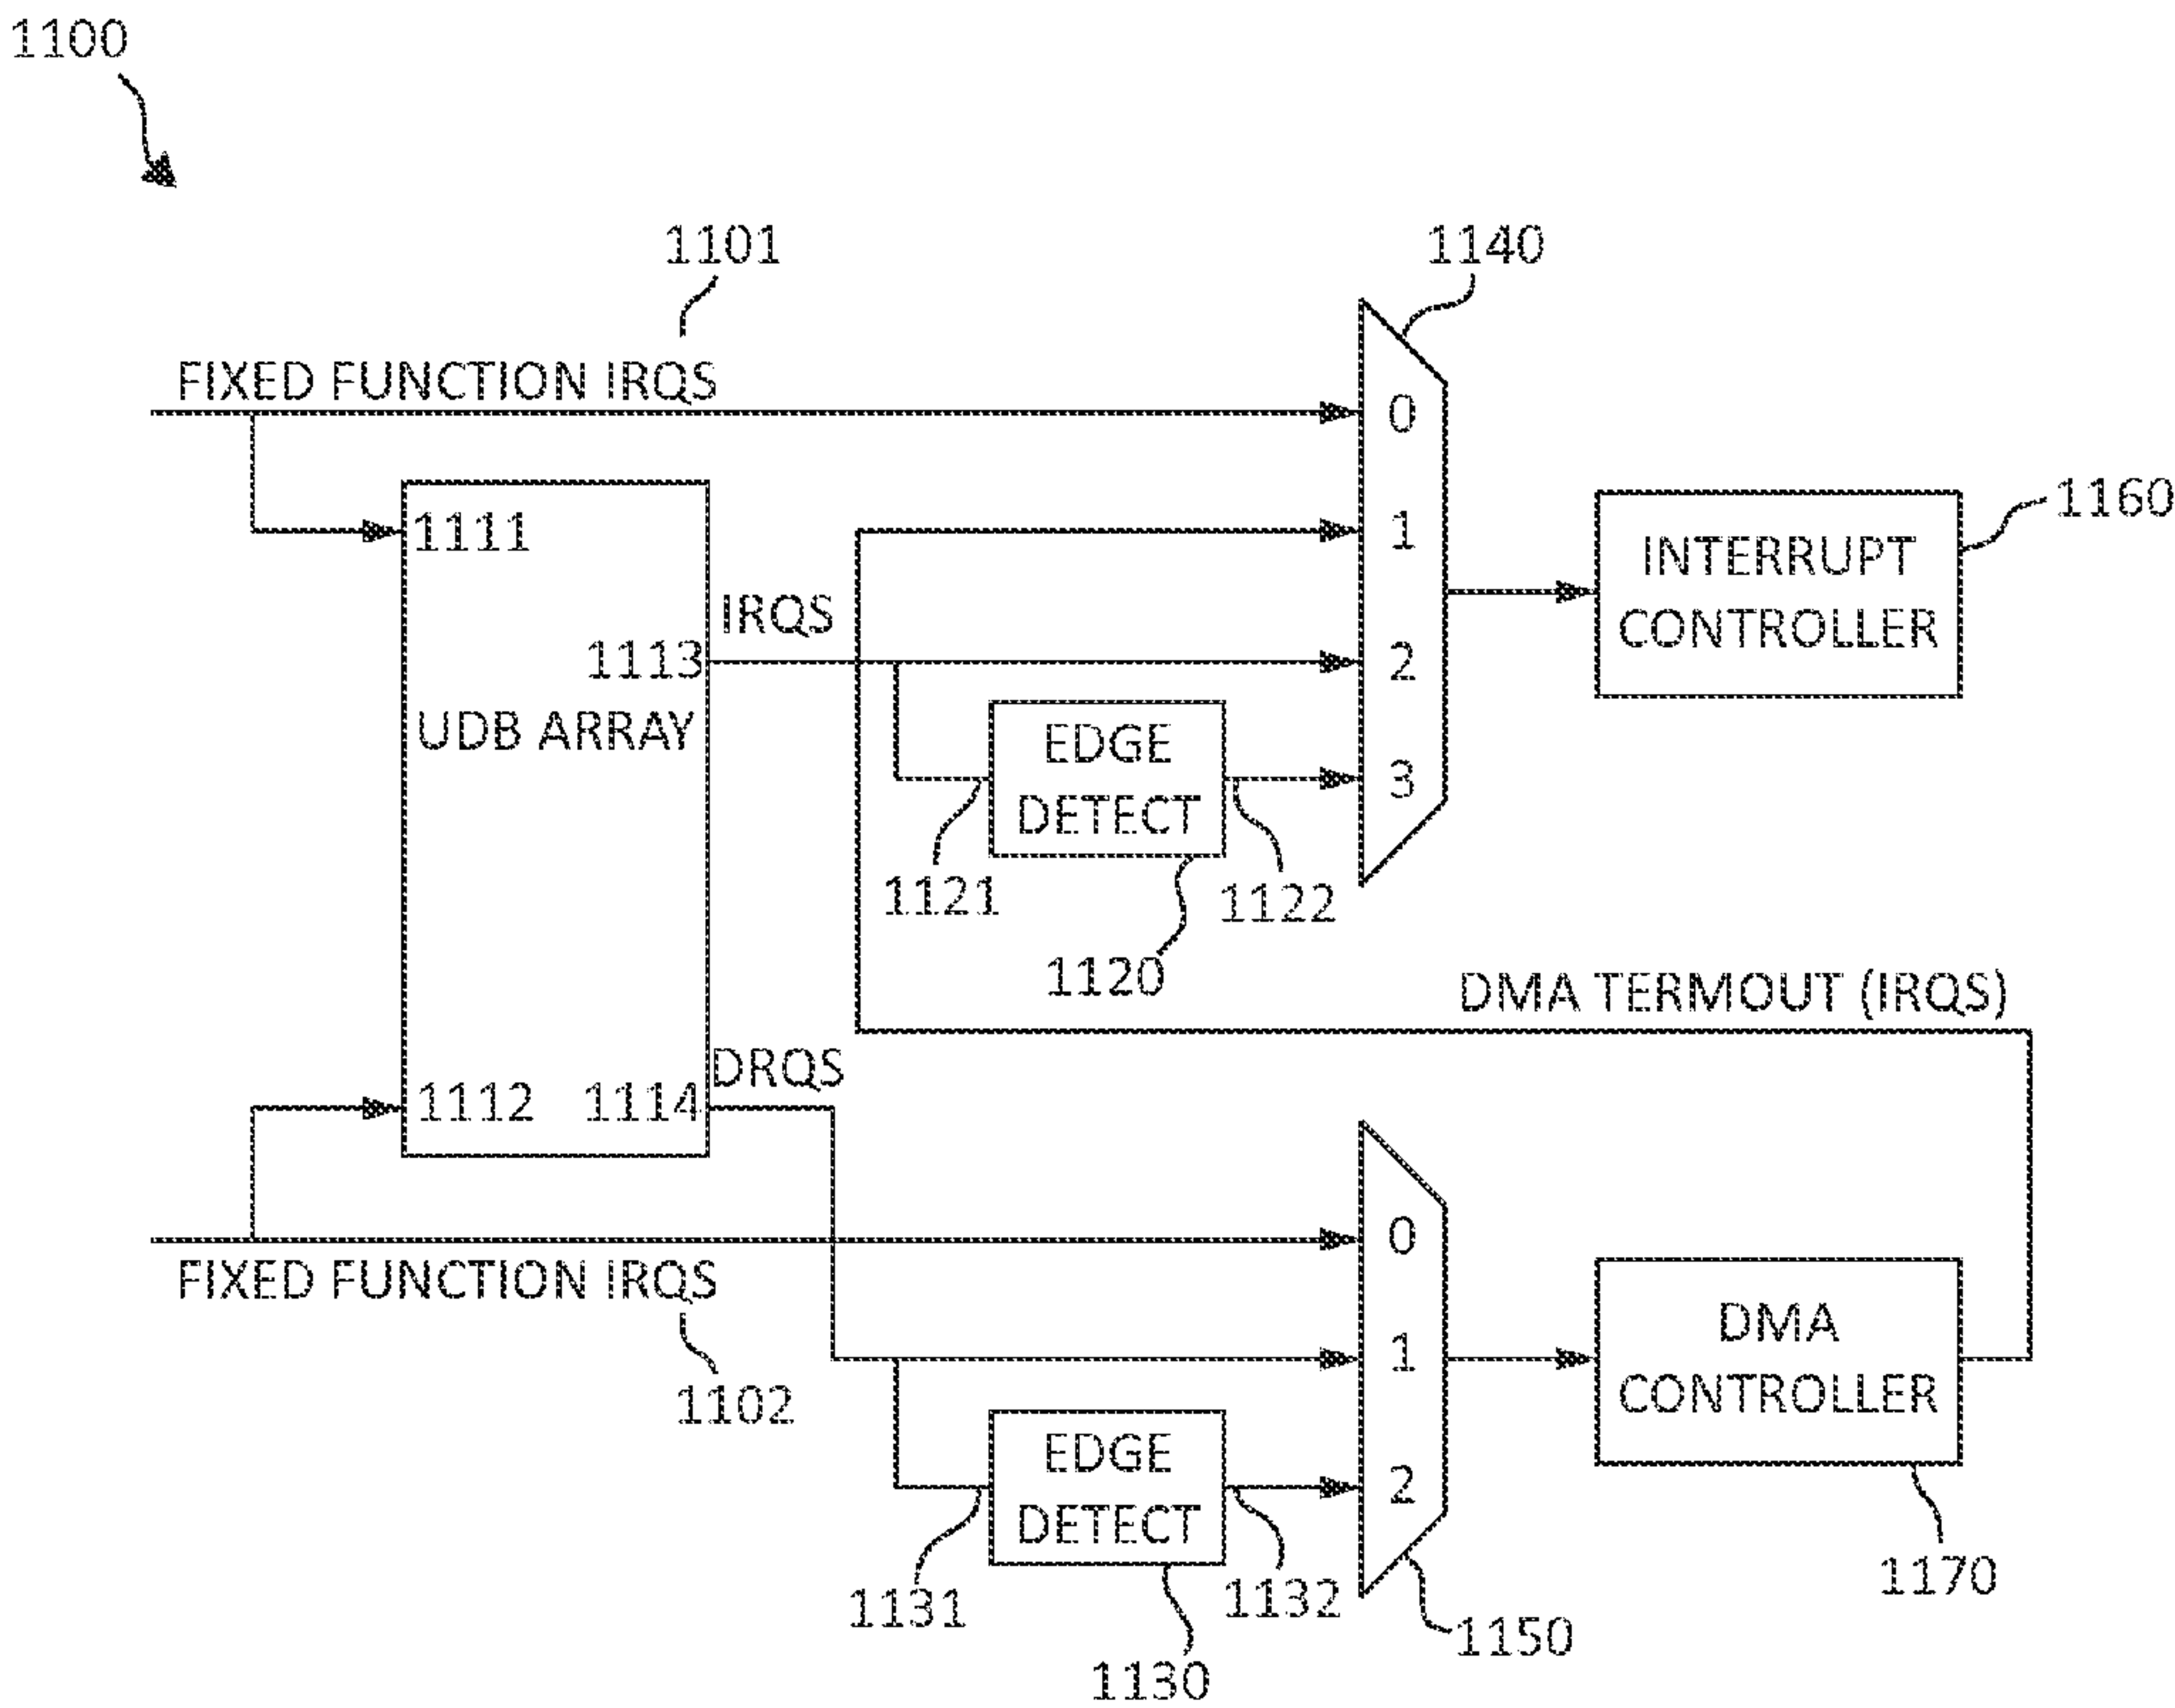 1100
1101
1140
FIXED FUNCTION IRQS
0
1160
1111
1
INTERRUPT
CONTROLLER
IRQS
1113
2
UDB ARRAY
EDGE
DETECT
3
1121
1122
1120
DMA TERMOUT (IRQS)
DRQS
1112
1114
0
FIXED FUNCTION IRQS
DMA
CONTROLLER
1
1102
EDGE
DETECT
2
1131
1132
1170
1150
1130